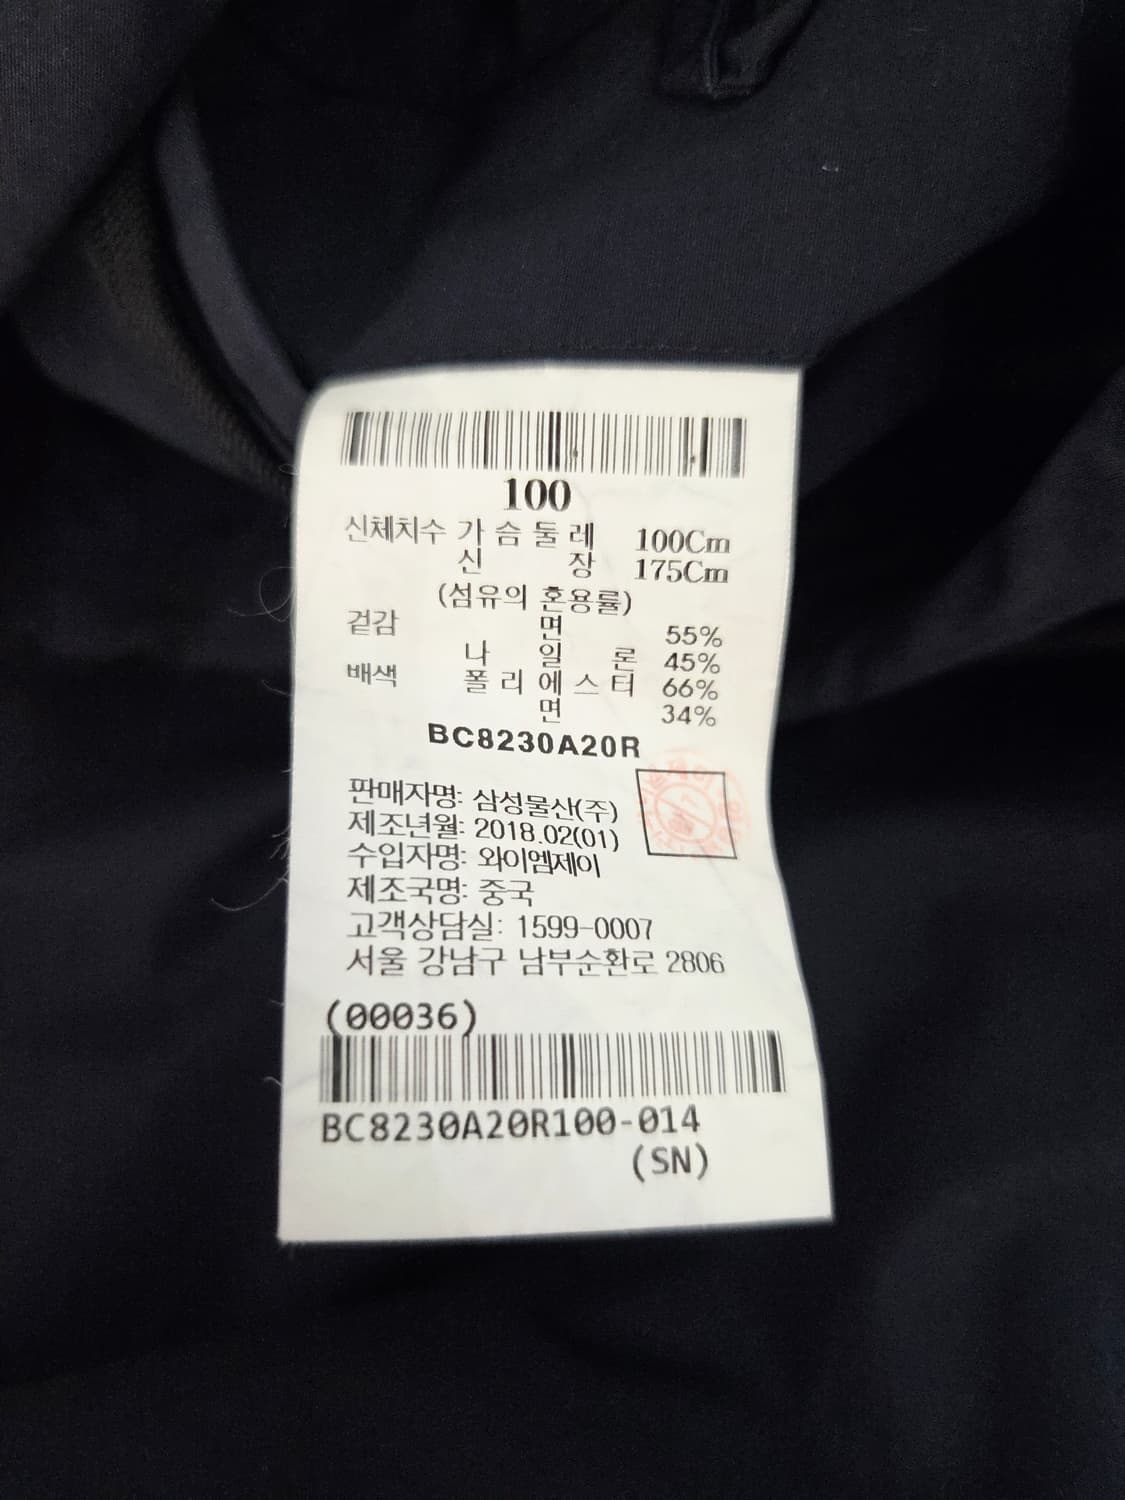 100
신체치수 가슴둘레 100Cm
신장 175Cm
(섬유의 혼용률)
겉감 면 55%
나일론 45%
배색 폴리에스터 66%
면 34%
BC8230A20R
판매자명: 삼성물산(주)
제조년월: 2018.02(01)
수입자명: 와이엠제이
제조국명: 중국
고객상담실: 1599-0007
서울 강남구 남부순환로 2806
(00036)
BC8230A20R100-014
(SN)